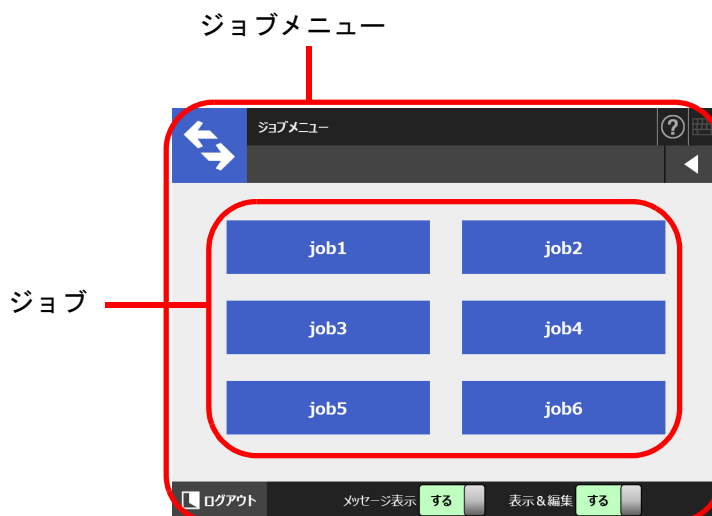 ジョブメニュー
ジョブメニュー
?
job1 job2
ジョブ
job3 job4
job5 job6
ログアウト メッセージ表示 する 表示&編集 する